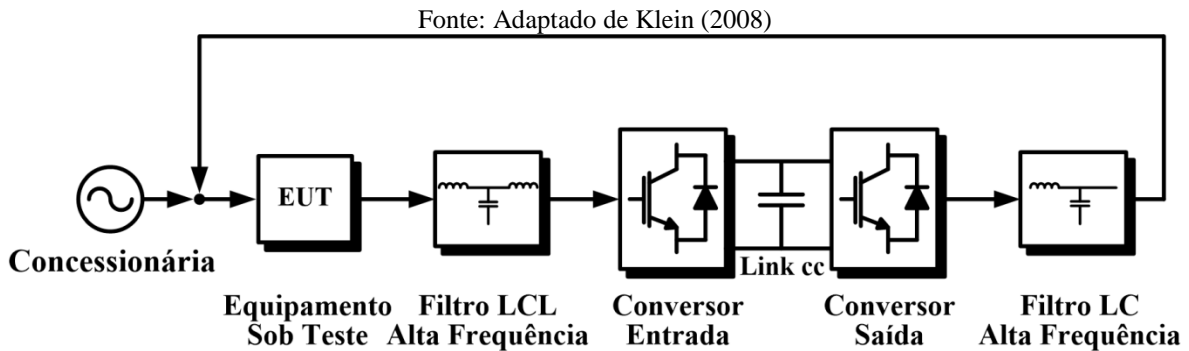 Fonte: Adaptado de Klein (2008)
EUT
Concessionária
Link cc
Equipamento
Sob Teste
Filtro LCL
Alta Frequência
Conversor
Entrada
Conversor
Saída
Filtro LC
Alta Frequência